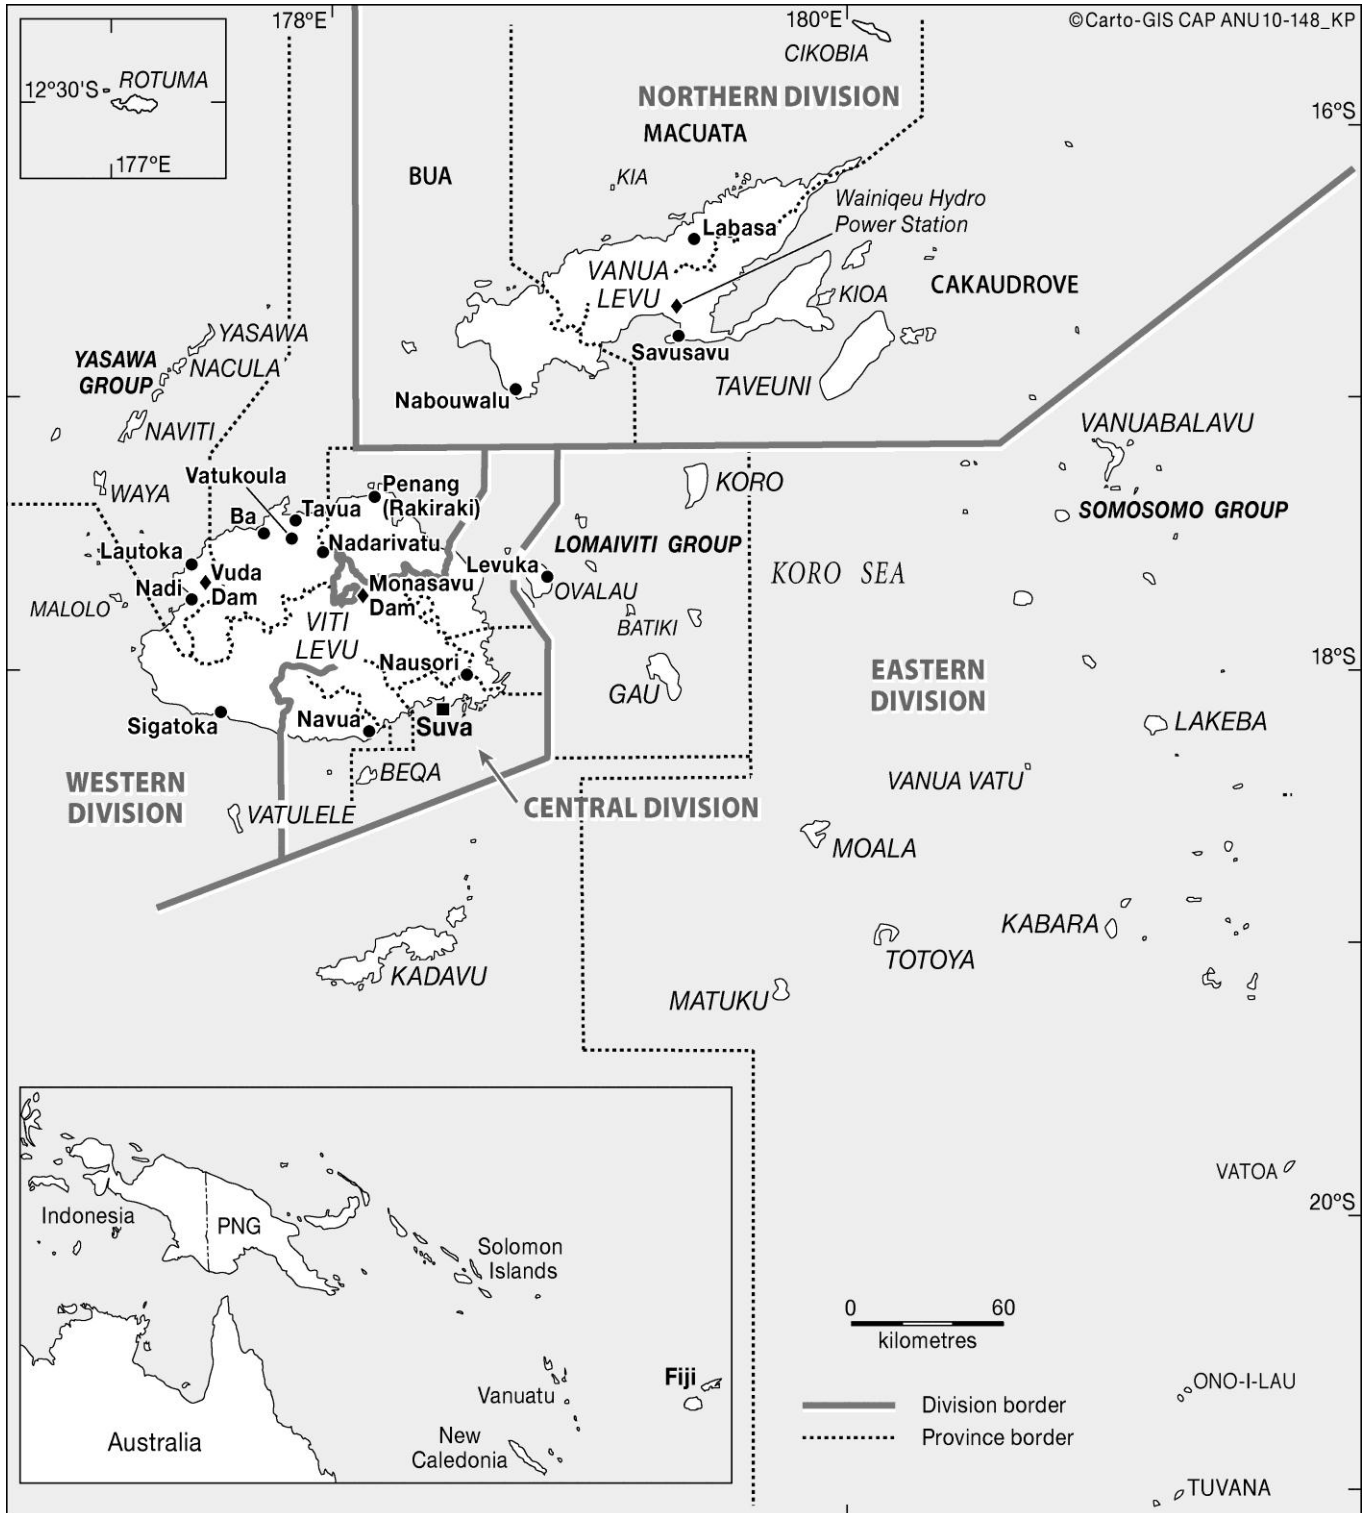 178°E
180°E
©Carto-GIS CAP ANU 10-148_KP
CIKOBIA
ROTUMA
12°30'S
177°E
NORTHERN DIVISION
MACUATA
16°S
BUA
KIA
Wainiqeu Hydro
Power Station
Labasa
VANUA
LEVU
KIOA
CAKAUDROVE
YASAWA
YASAWA
GROUP
NACULA
Savusavu
TAVEUNI
Nabouwalu
NAVITI
VANUABALAVU
Vatukoula
WAYA
Penang
(Rakiraki)
KORO
Tavua
Ba
SOMOSOMO GROUP
Nadarivatu
LOMAIVITI GROUP
Lautoka
Levuka
KORO SEA
Vuda
Dam
Nadi
Monasavu
Dam
OVALAU
MALOLO
VITI
LEVU
BATIKI
Nausori
EASTERN
DIVISION
GAU
Sigatoka
Navua
Suva
LAKEBA
WESTERN
DIVISION
BEQA
VANUA VATU
VATULELE
CENTRAL DIVISION
18°S
MOALA
KABARA
TOTOYA
KADAVU
MATUKU
VATOA
20°S
Indonesia
PNG
Solomon
Islands
0
60
kilometres
Fiji
Vanuatu
ONO-I-LAU
Division border
Australia
New
Caledonia
Province border
TUVANA